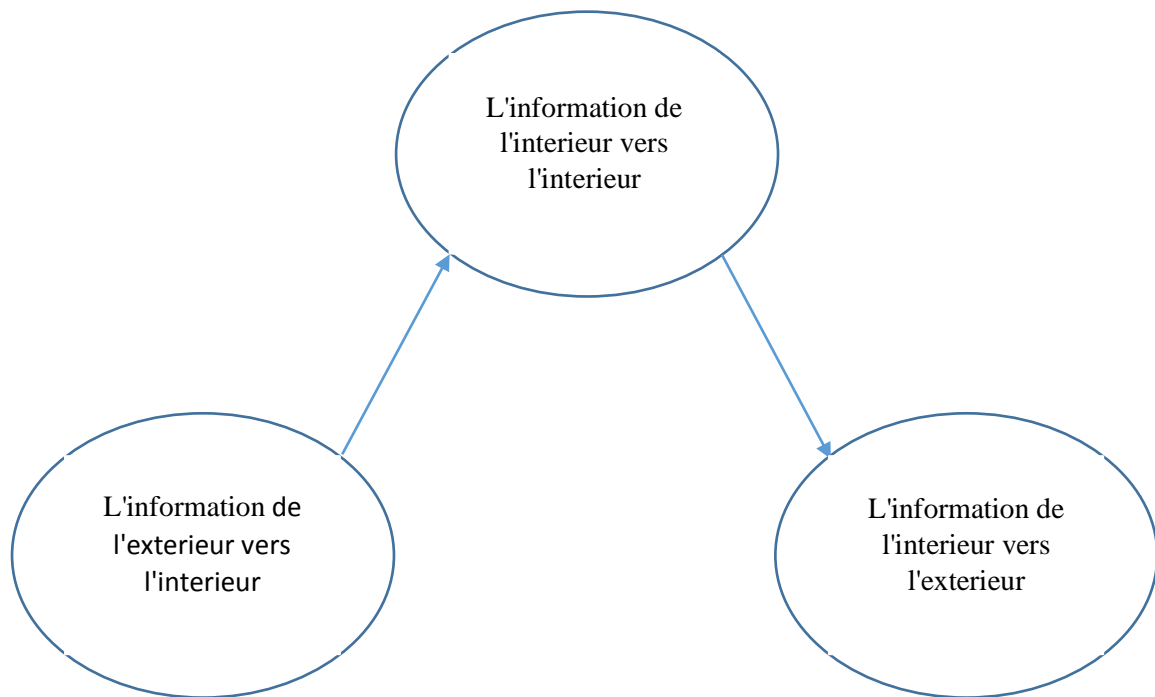 L'information de
l'interieur vers
l'interieur
L'information de
l'exterieur vers
l'interieur
L'information de
l'interieur vers
l'exterieur